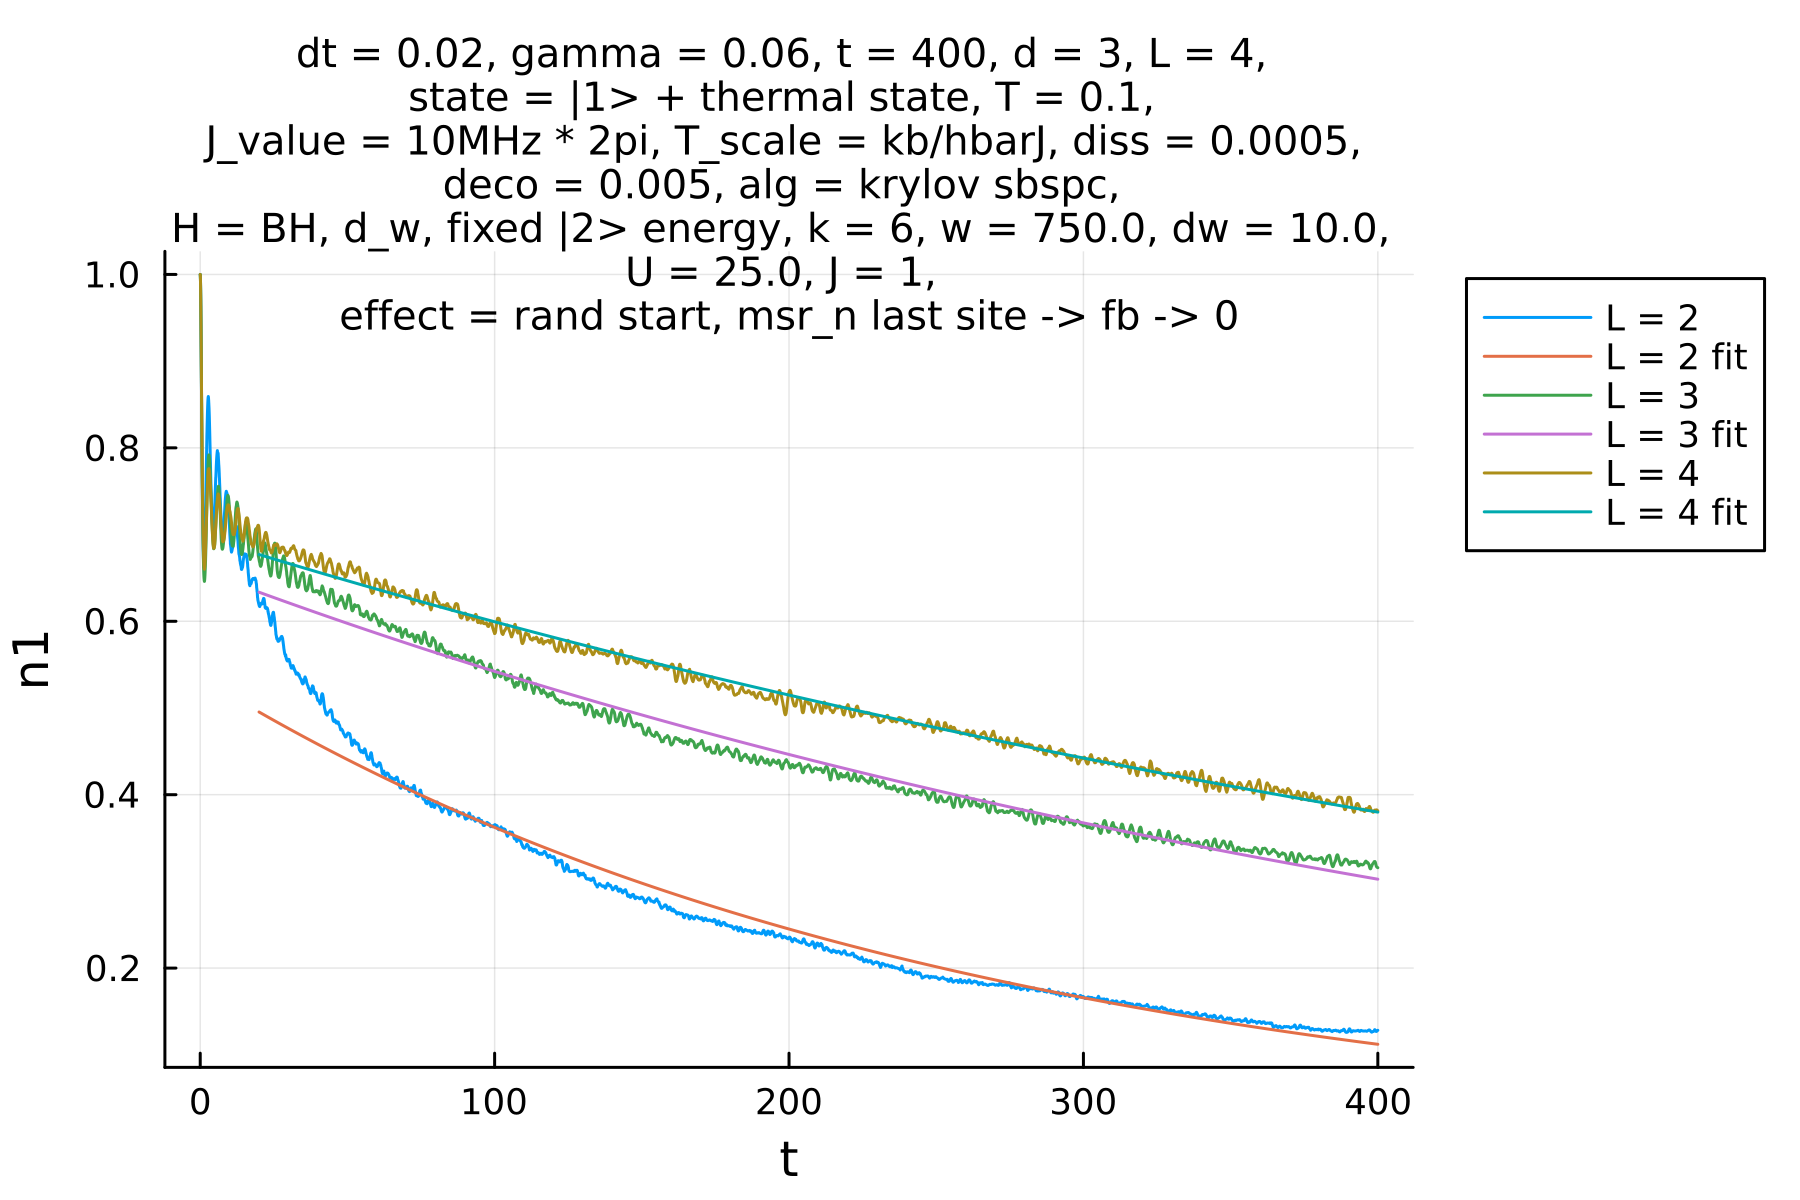 dt = 0.02, gamma = 0.06, t = 400, d = 3, L = 4,
state = |1> + thermal state, T = 0.1,
J_value = 10MHz * 2pi, T_scale = kb/hbarJ, diss = 0.0005,
deco = 0.005, alg = krylov sbspc,
H = BH, d_w, fixed |2> energy, k = 6, w = 750.0, dw = 10.0,
U = 25.0, J = 1,
effect = rand start, msr_n last site -> fb -> 0
1.0
0.8
0.6
0.4
0.2
n1
0
100
200
300
400
t
L = 2
L = 2 fit
L = 3
L = 3 fit
L = 4
L = 4 fit